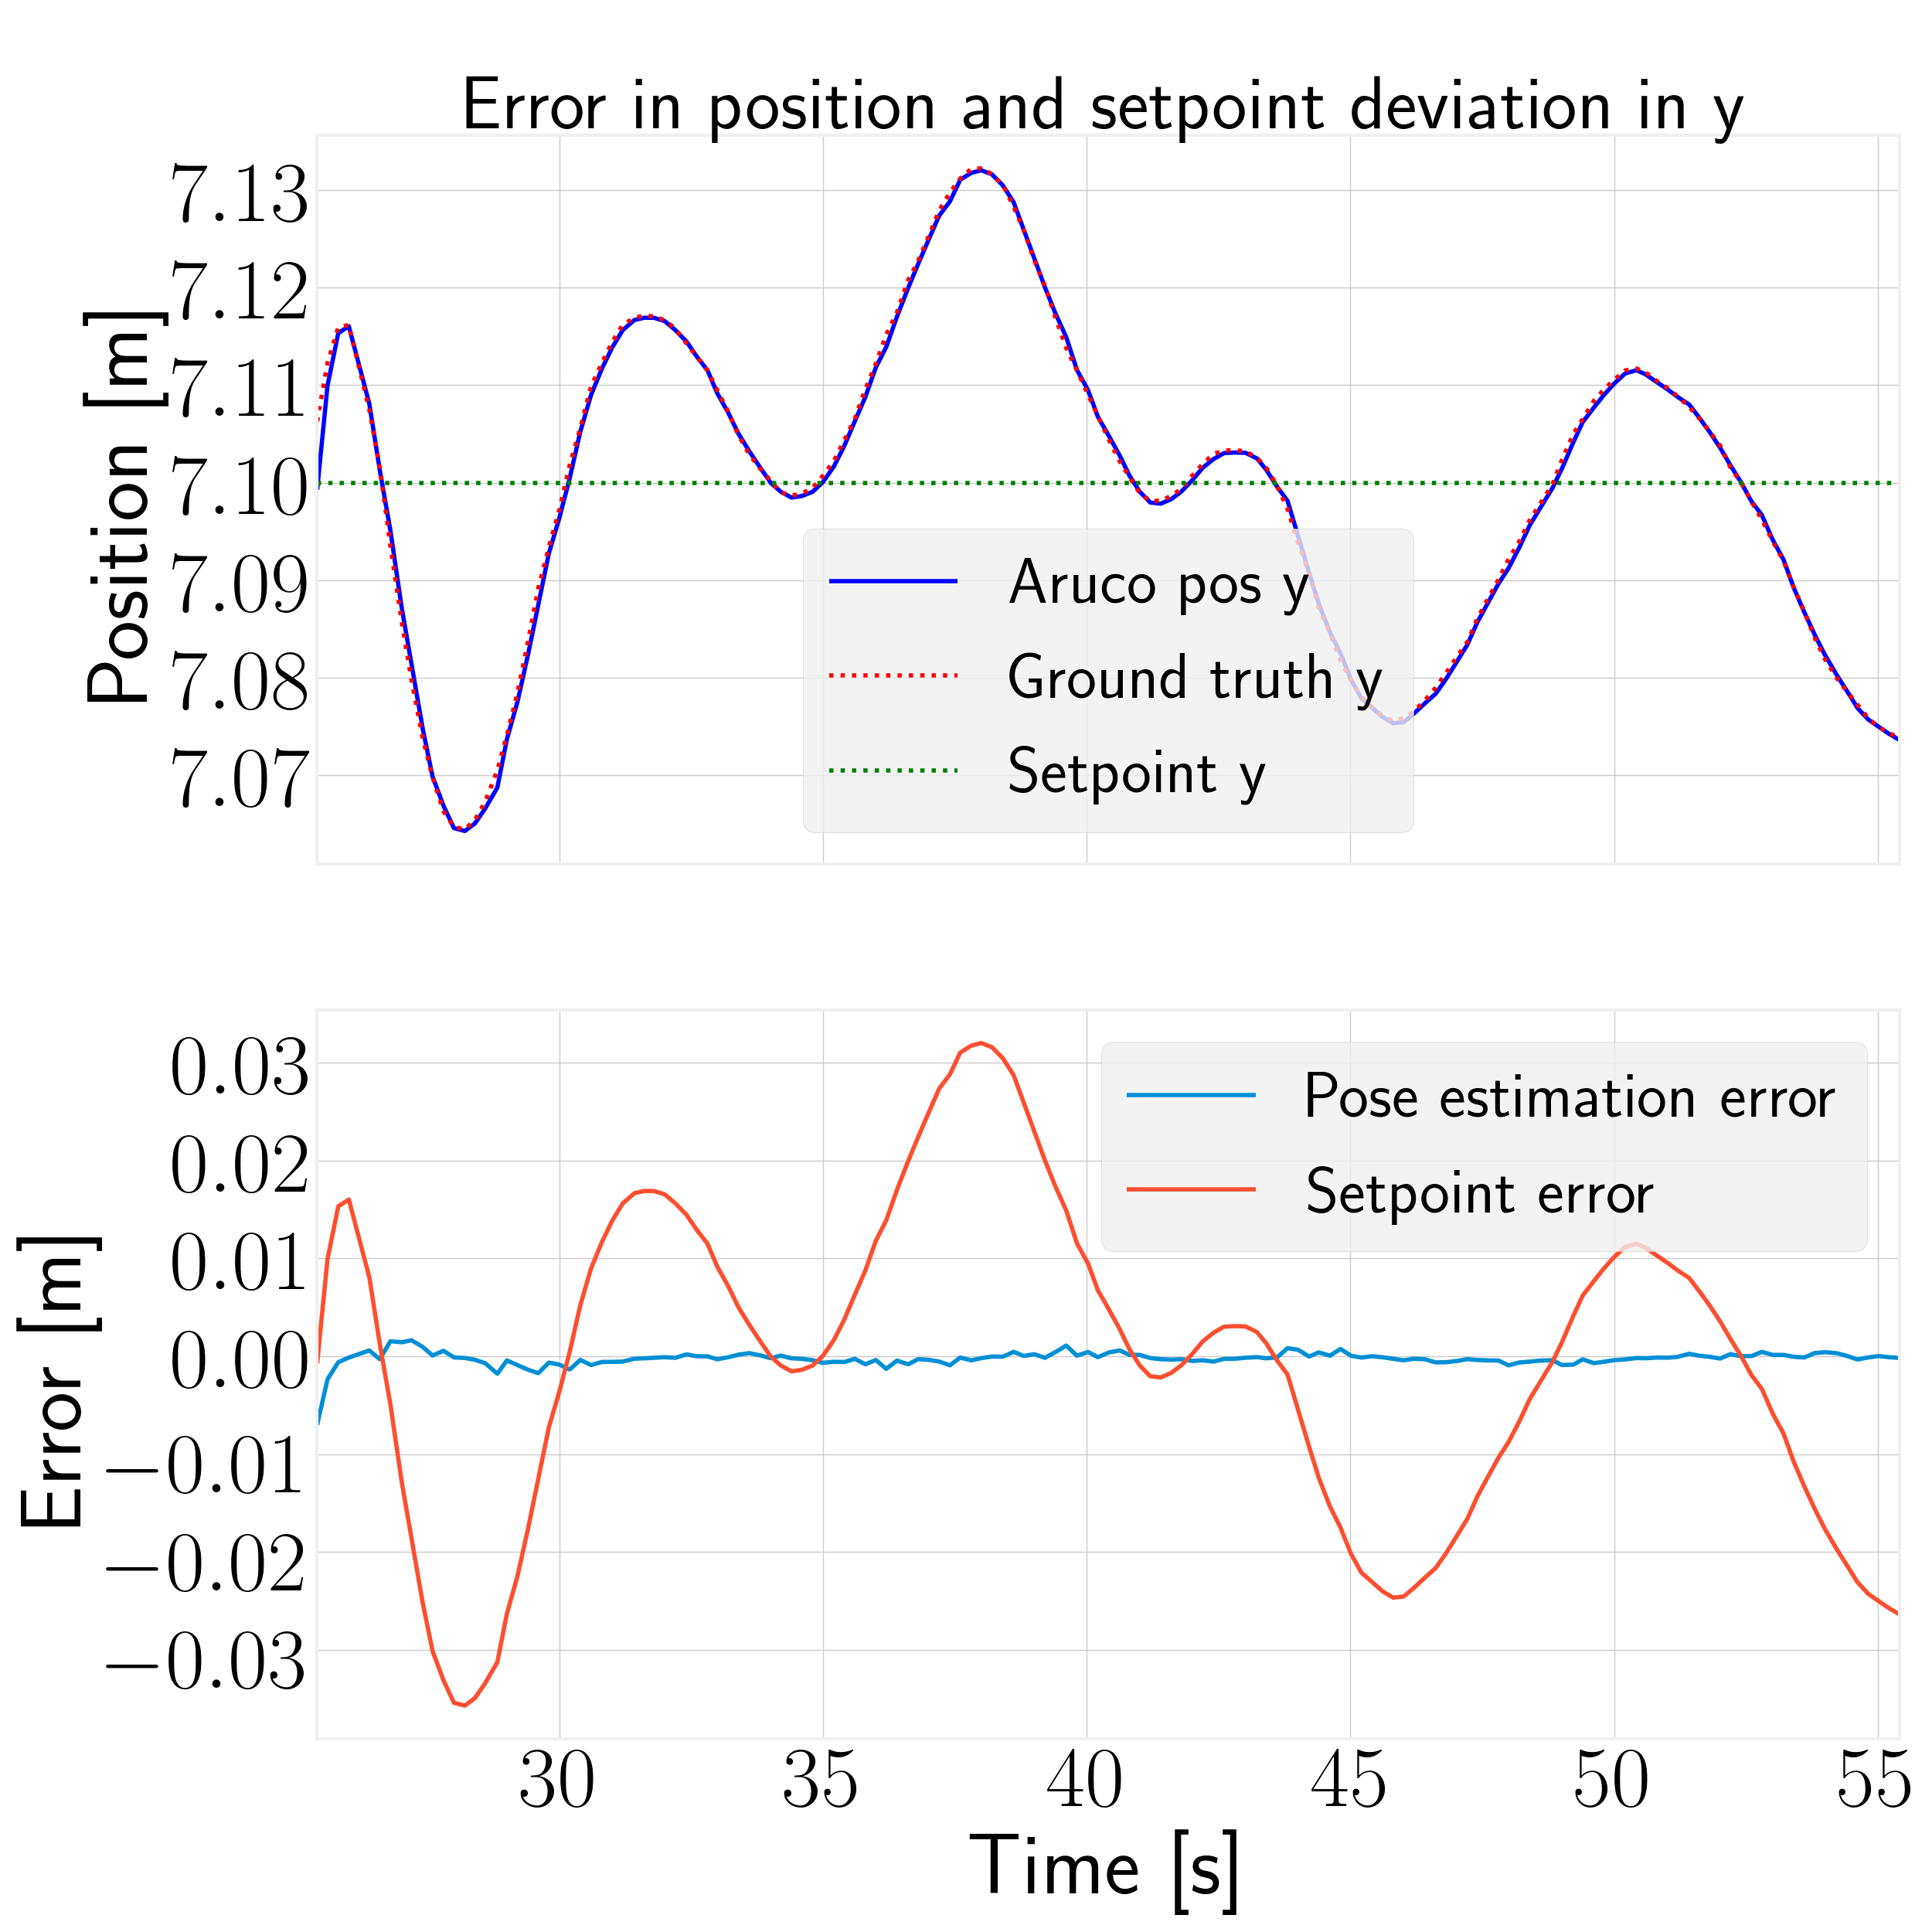 Error in position and setpoint deviation in y
Position [m]
7.13
7.12
7.11
7.10
7.09
7.08
7.07
Aruco pos y
Ground truth y
Setpoint y
Error [m]
0.03
0.02
0.01
0.00
−0.01
−0.02
−0.03
Pose estimation error
Setpoint error
30 35 40 45 50 55
Time [s]